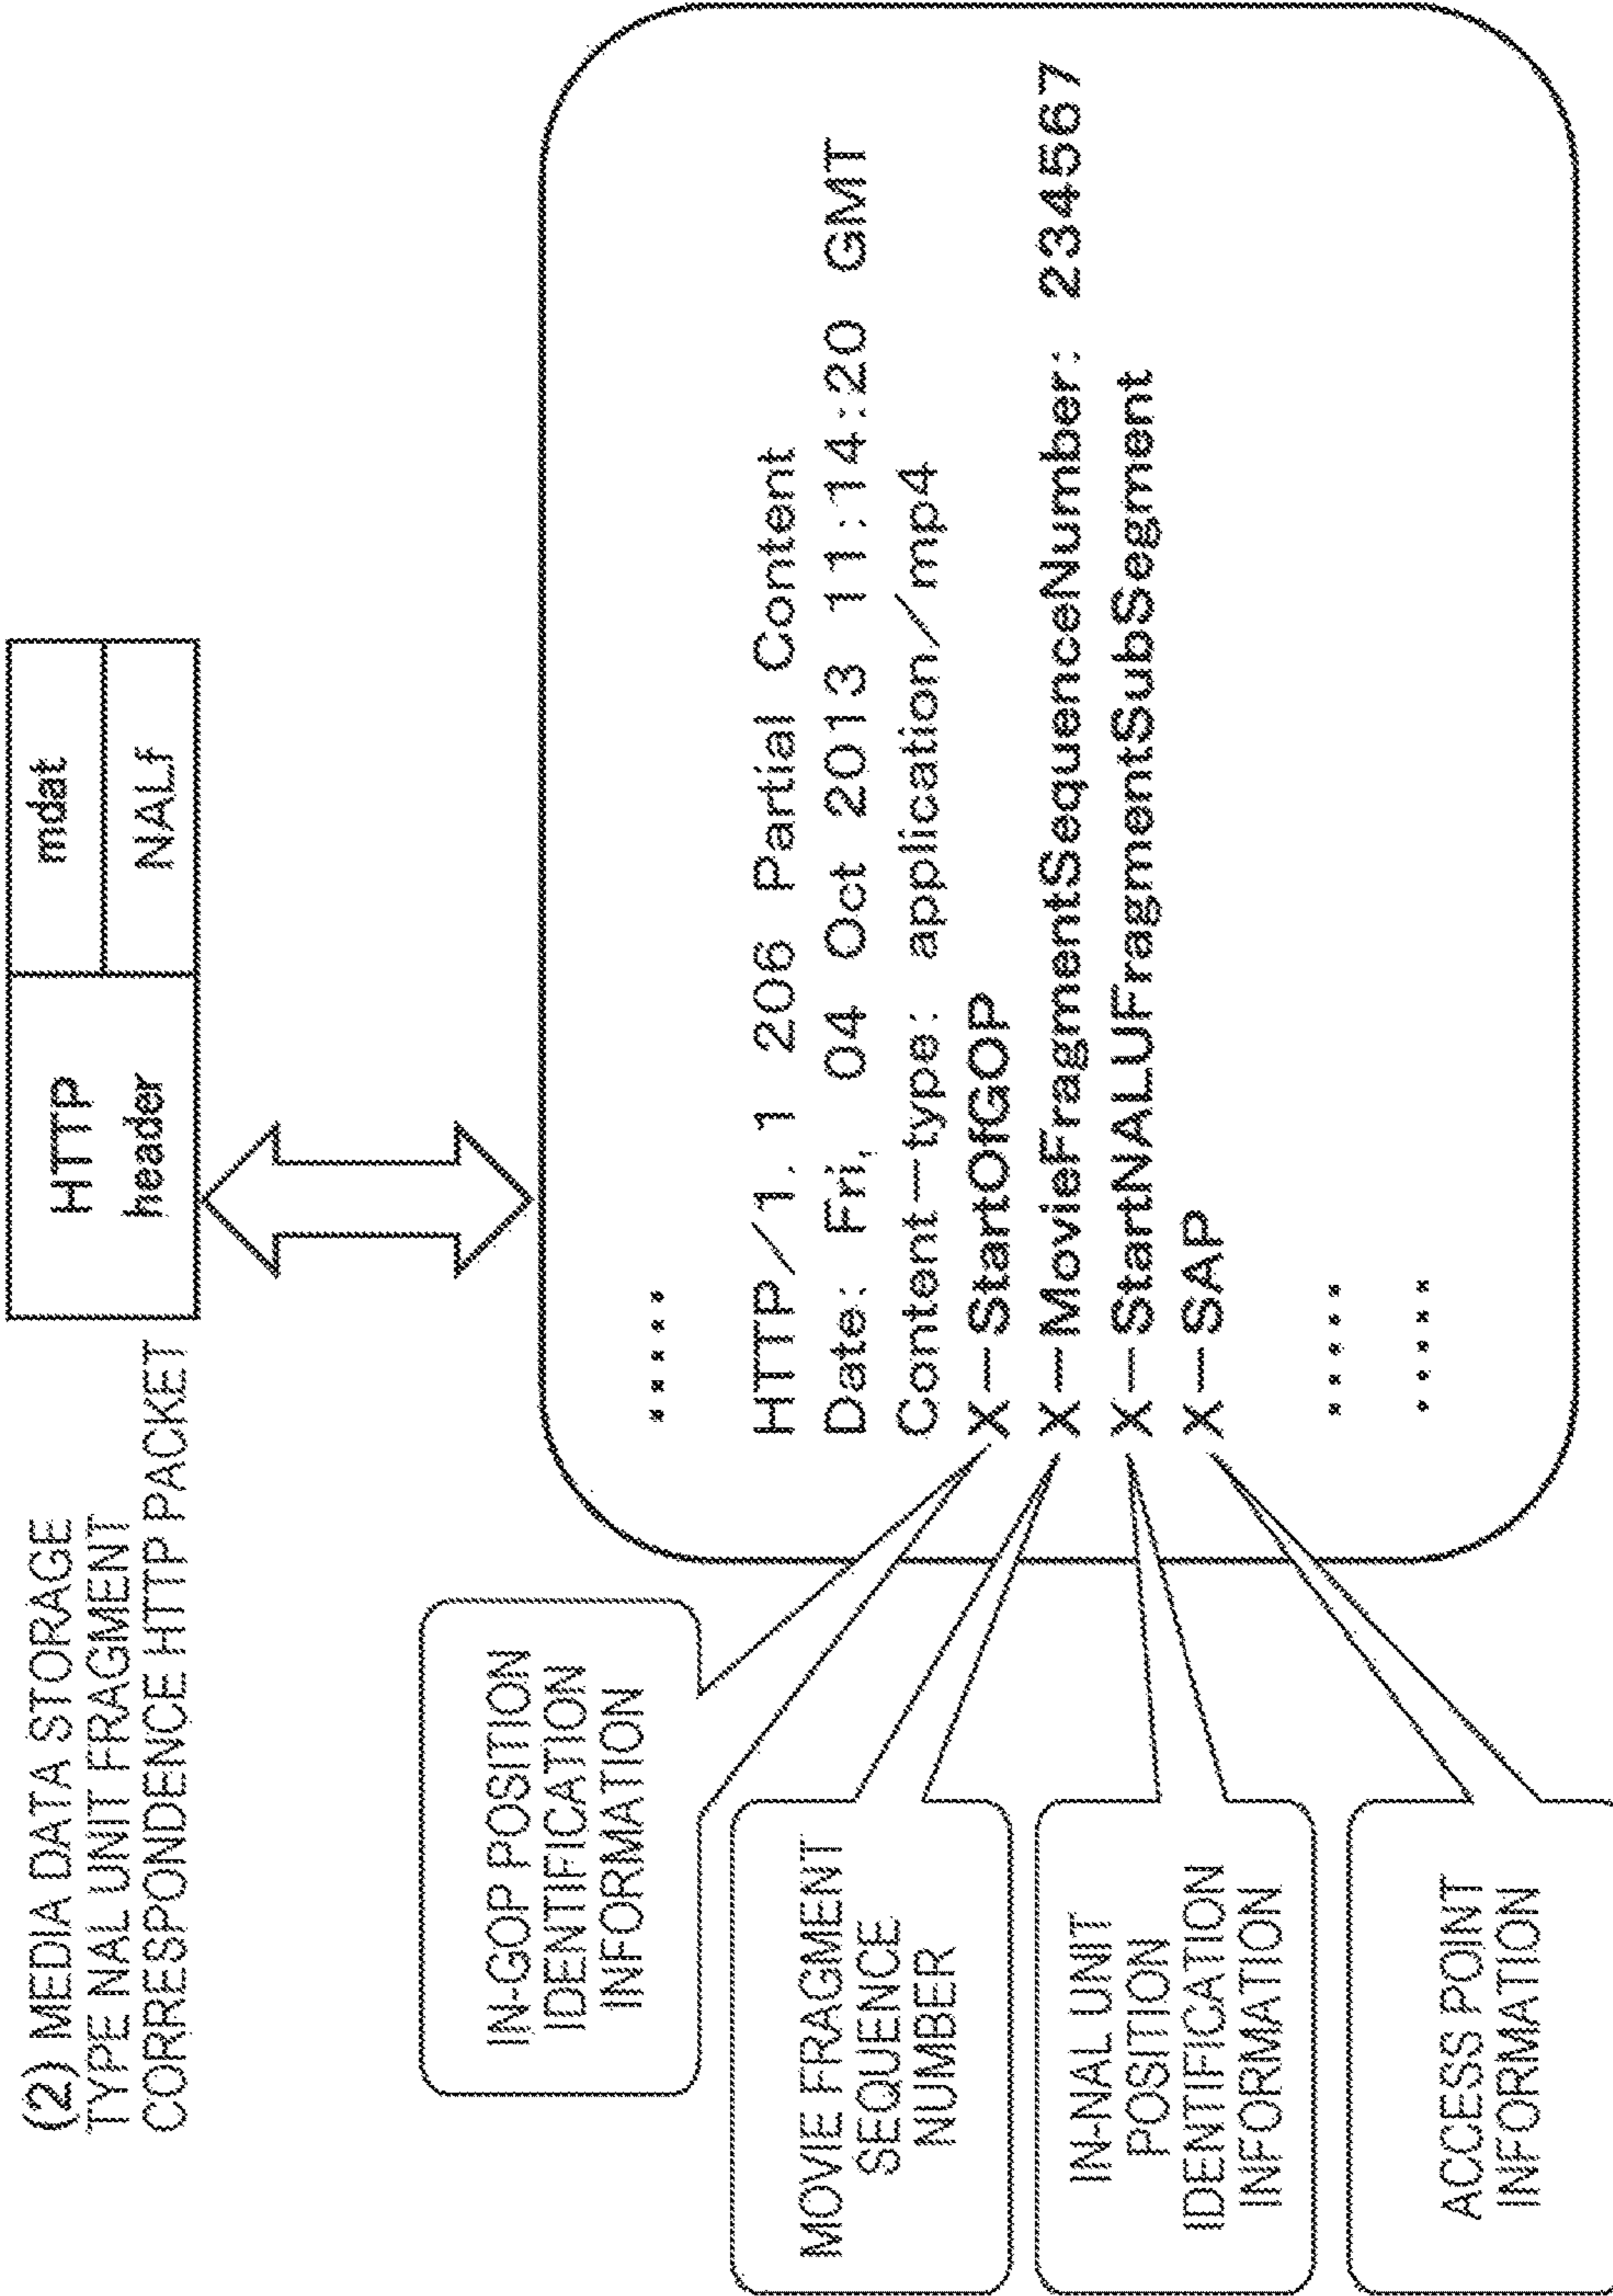 (2) MEDIA DATA STORAGE
TYPE NAL UNIT FRAGMENT
CORRESPONDENCE HTTP PACKET
HTTP
header
mdat
NALf
.....
HTTP/1. 1 206 Partial Content
Date: Fri, 04 Oct 2013 11:14:20 GMT
Content-type: application/mp4
X-StartOfGOP
X-MovieFragmentSequenceNumber: 234567
X-StartNALUFragmentSubSegment
X-SAP
.....
.....
IN-GOP POSITION
IDENTIFICATION
INFORMATION
MOVIE FRAGMENT
SEQUENCE
NUMBER
IN-NAL UNIT
POSITION
IDENTIFICATION
INFORMATION
ACCESS POINT
INFORMATION